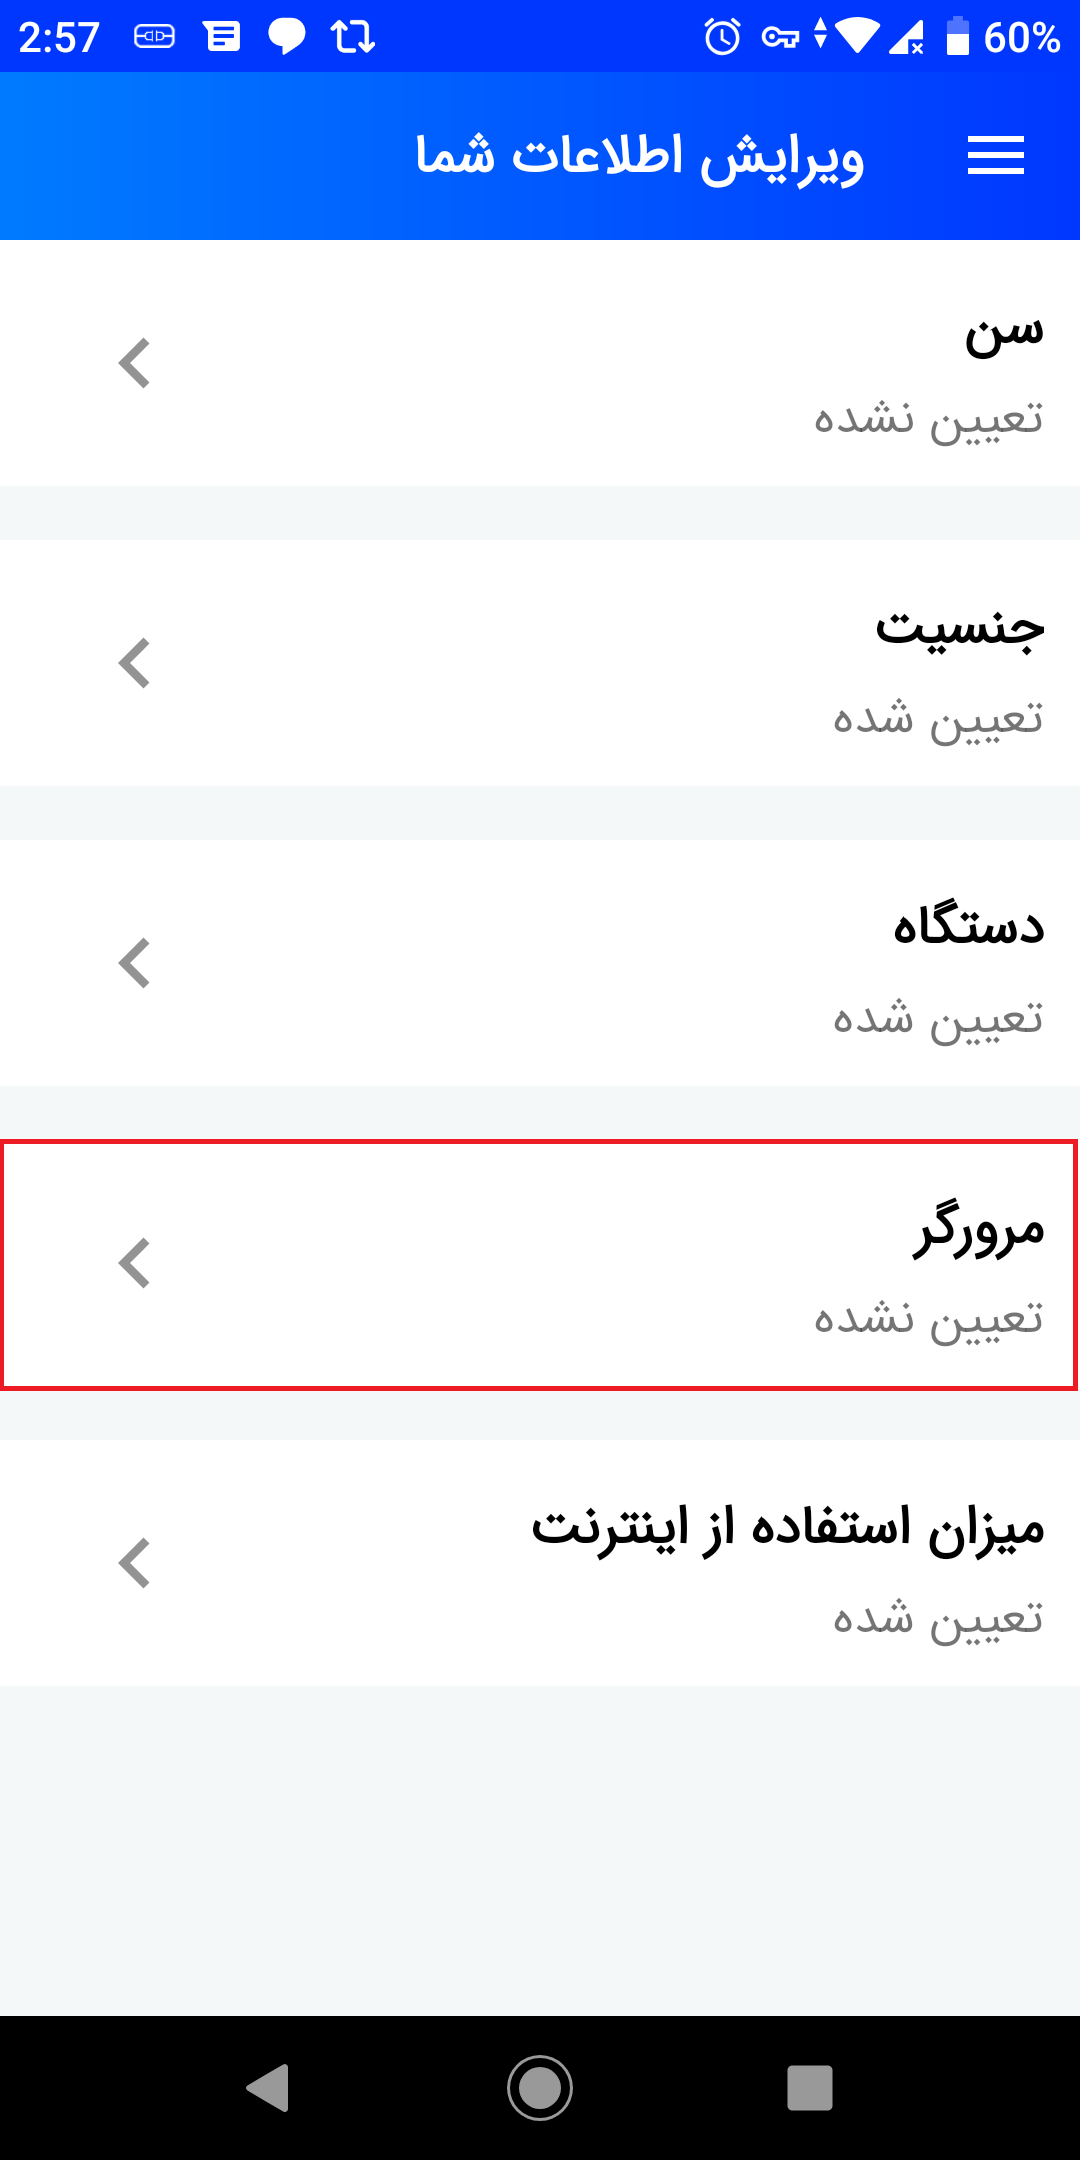 2:57 60%
ویرایش اطلاعات شما
سن
تعیین نشده
جنسیت
تعیین شده
دستگاه
تعیین شده
مرورگر
تعیین نشده
میزان استفاده از اینترنت
تعیین شده